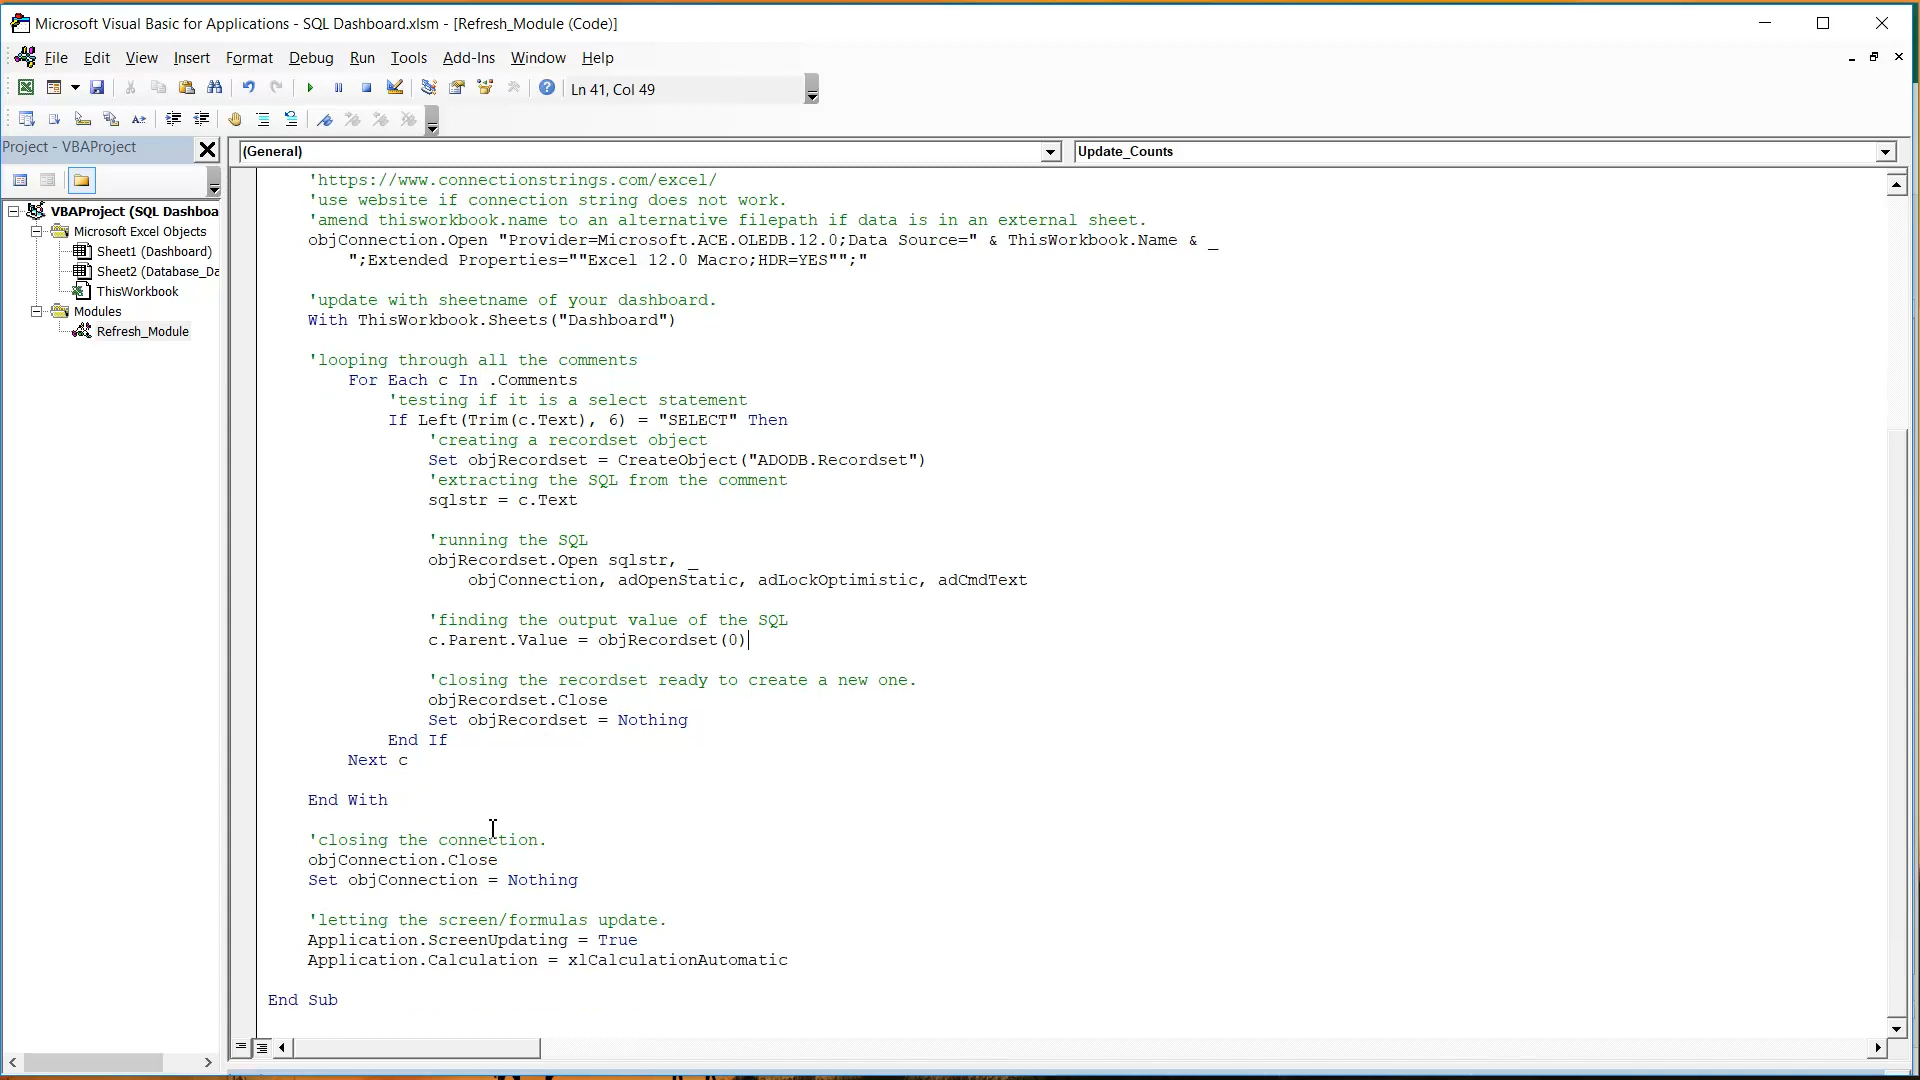 Microsoft Visual Basic for Applications - SQL Dashboard.xlsm - [Refresh_Module (Code)]
File Edit View Insert Format Debug Run Tools Add-Ins Window Help
Ln 41, Col 49
Project - VBAProject
(General)
Update_Counts
VBAProject (SQL Dashboa
Microsoft Excel Objects
Sheet1 (Dashboard)
Sheet2 (Database_Da
ThisWorkbook
Modules
Refresh_Module
'https://www.connectionstrings.com/excel/
'use website if connection string does not work.
'amend thisworkbook.name to an alternative filepath if data is in an external sheet.
objConnection.Open "Provider=Microsoft.ACE.OLEDB.12.0;Data Source=" & ThisWorkbook.Name & _
";Extended Properties=""Excel 12.0 Macro;HDR=YES"";"
'update with sheetname of your dashboard.
With ThisWorkbook.Sheets("Dashboard")
'looping through all the comments
For Each c In .Comments
'testing if it is a select statement
If Left(Trim(c.Text), 6) = "SELECT" Then
'creating a recordset object
Set objRecordset = CreateObject("ADODB.Recordset")
'extracting the SQL from the comment
sqlstr = c.Text
'running the SQL
objRecordset.Open sqlstr, _
objConnection, adOpenStatic, adLockOptimistic, adCmdText
'finding the output value of the SQL
c.Parent.Value = objRecordset(0)
'closing the recordset ready to create a new one.
objRecordset.Close
Set objRecordset = Nothing
End If
Next c
End With
'closing the connection.
objConnection.Close
Set objConnection = Nothing
'letting the screen/formulas update.
Application.ScreenUpdating = True
Application.Calculation = xlCalculationAutomatic
End Sub